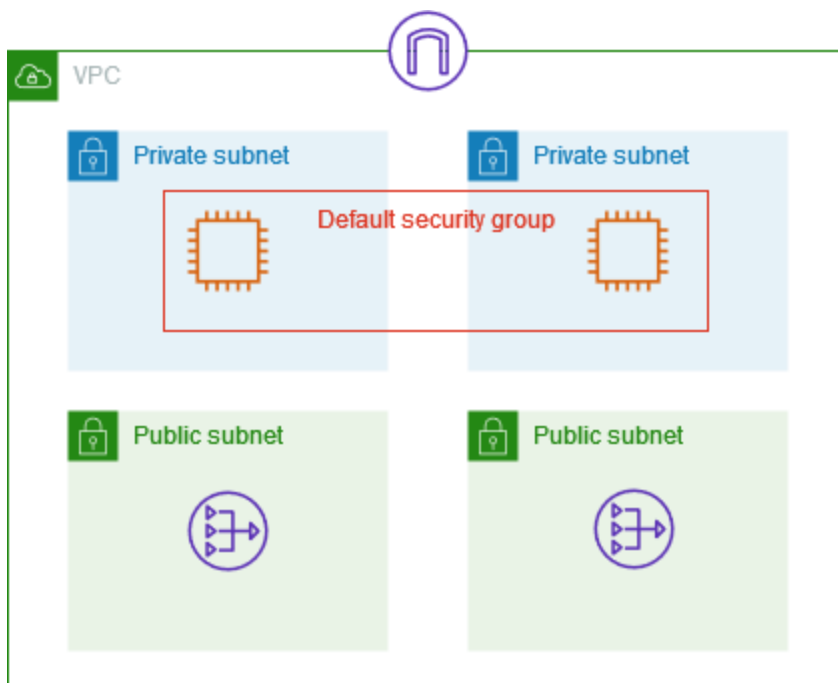 VPC
Private subnet
Private subnet
Default security group
Public subnet
Public subnet